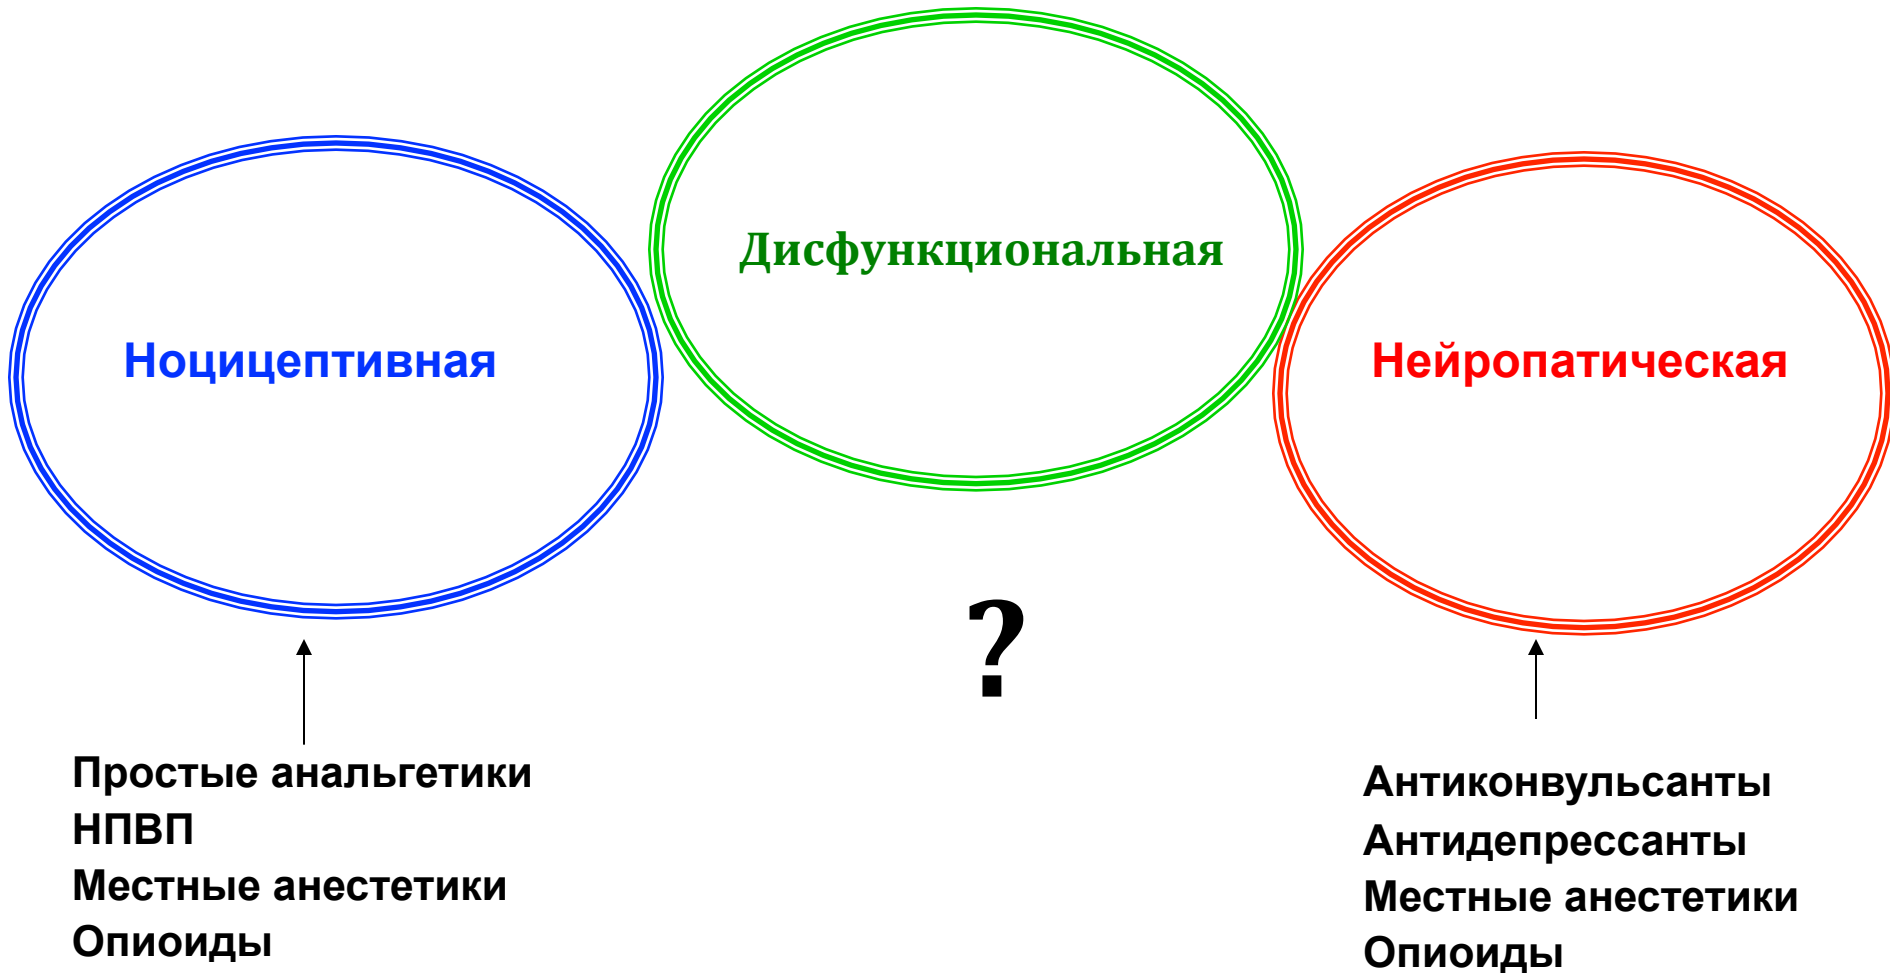 Дисфункциональная
Ноцицептивная
Нейропатическая
?
Простые анальгетики
НПВП
Местные анестетики
Опиоиды
Антиконвульсанты
Антидепрессанты
Местные анестетики
Опиоиды